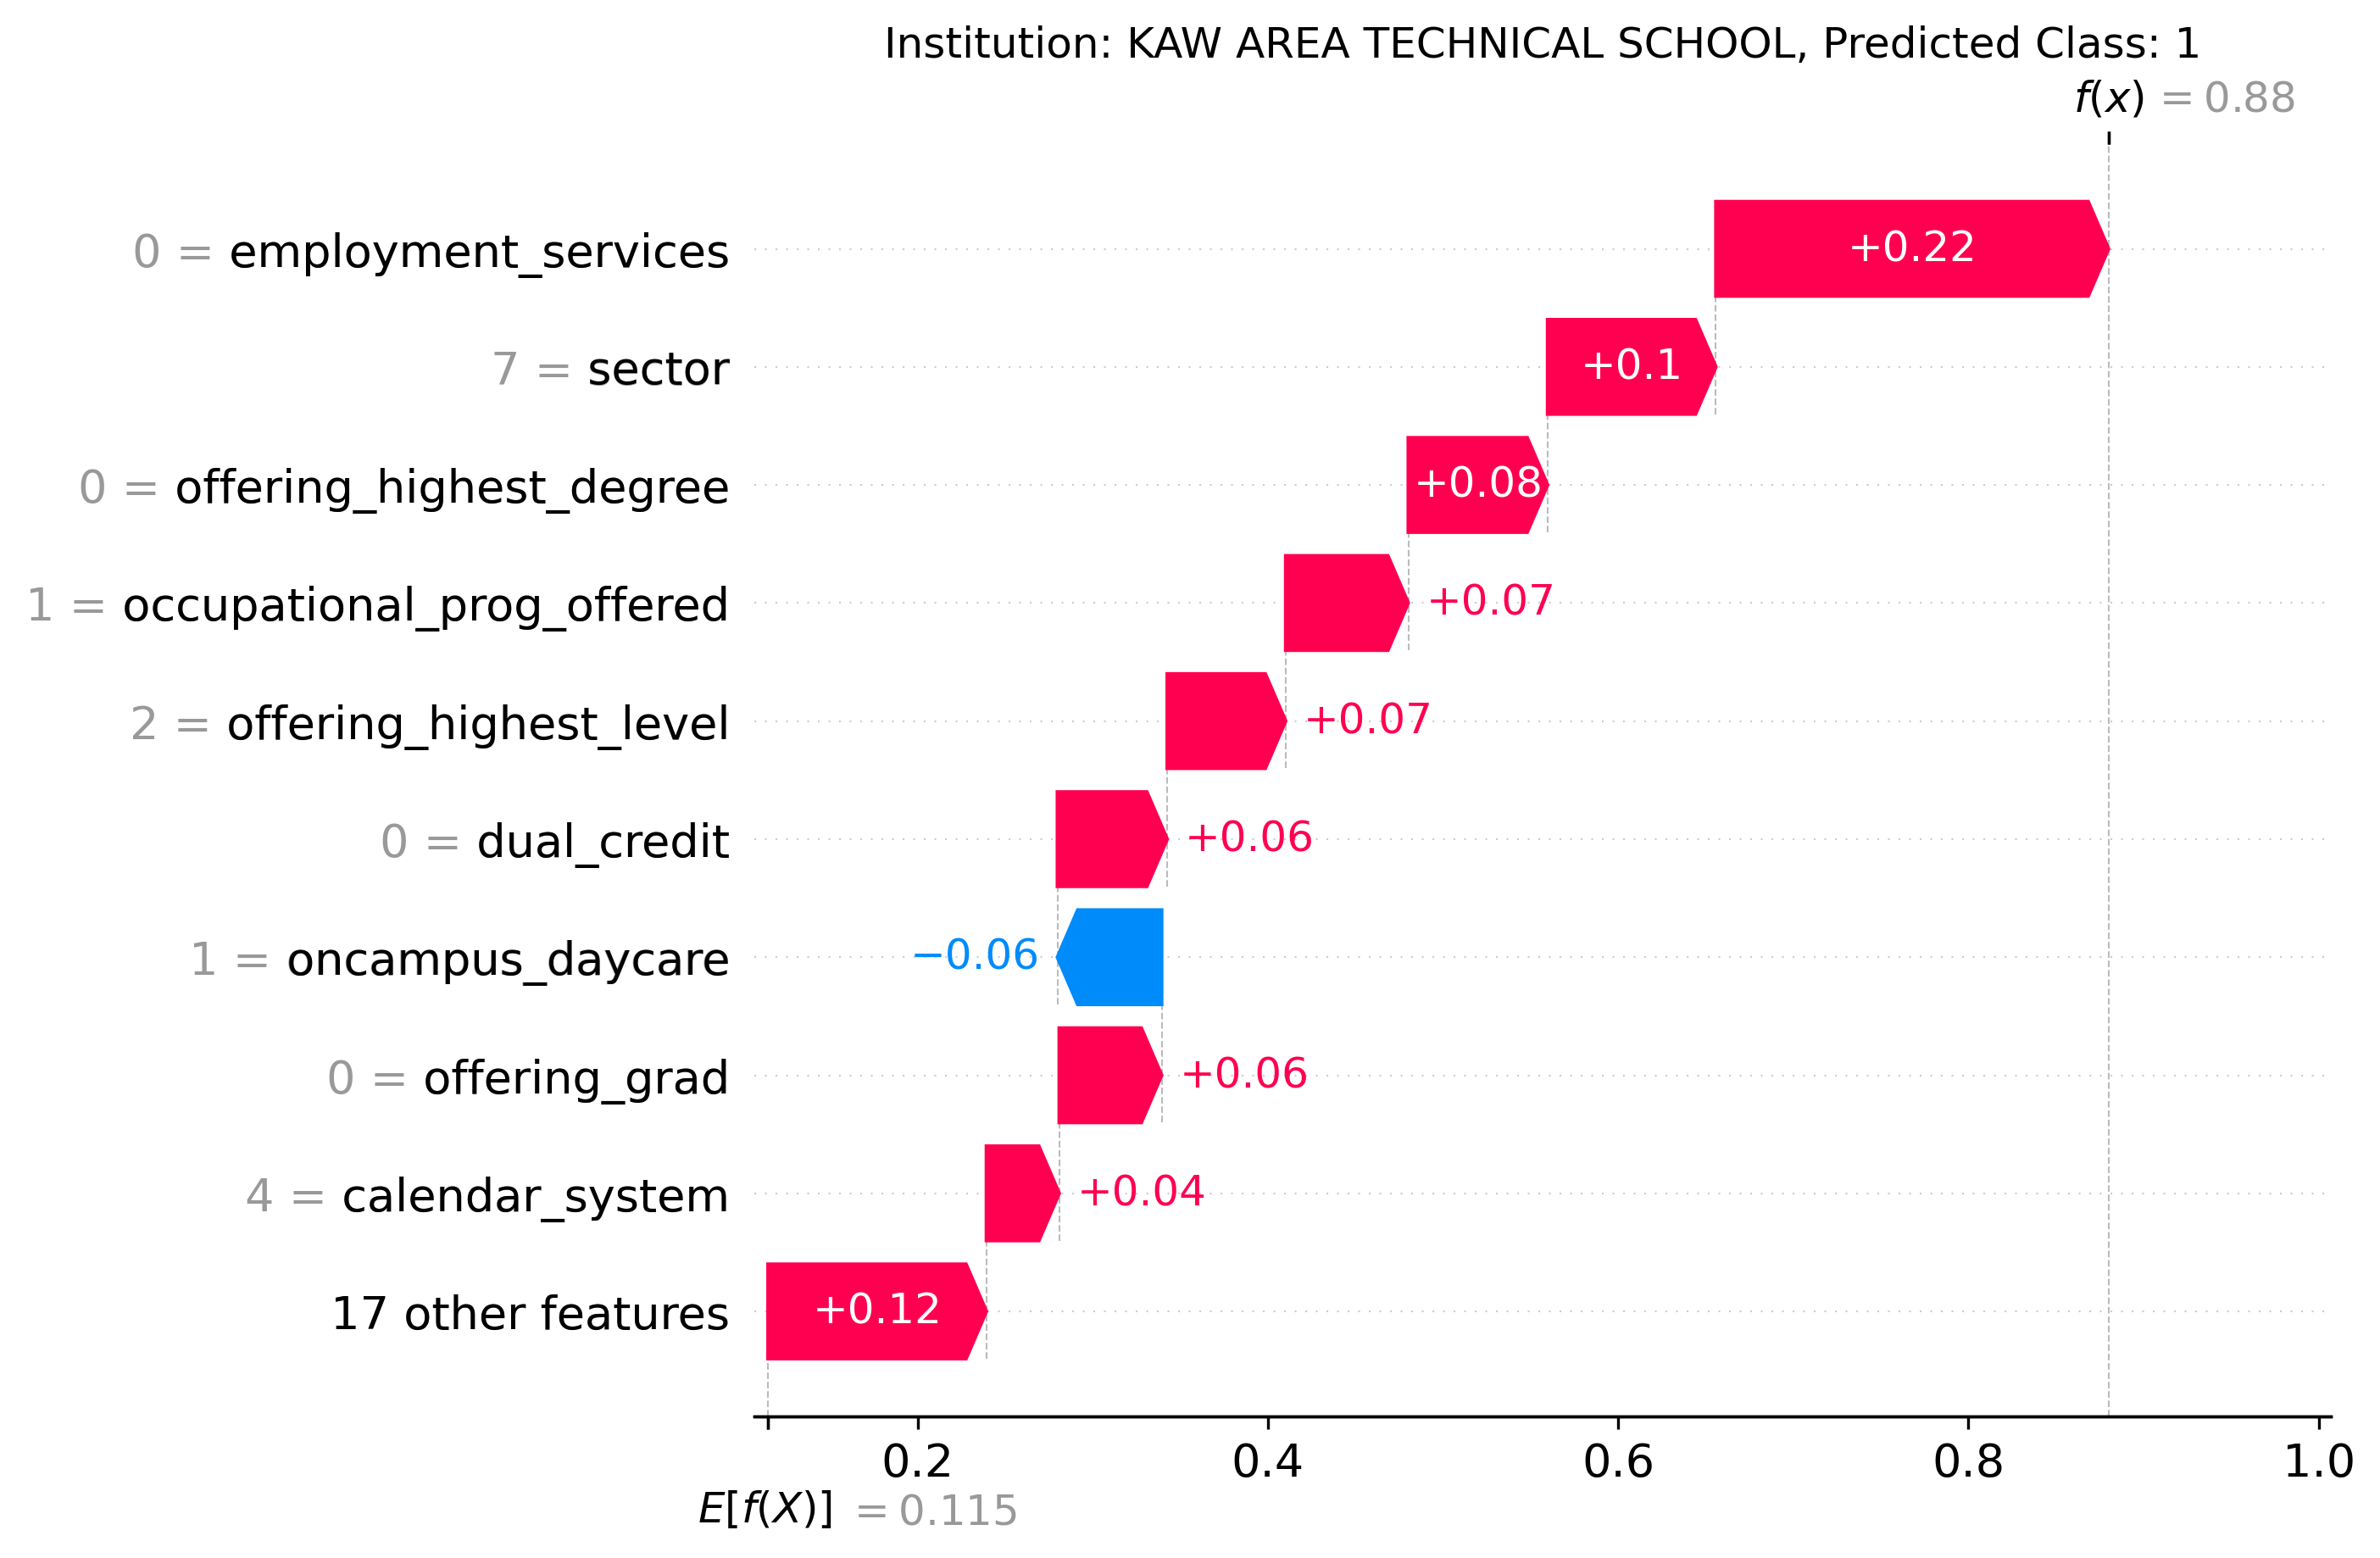 Institution: KAW AREA TECHNICAL SCHOOL, Predicted Class: 1
f(x) = 0.88
0 = employment_services +0.22
7 = sector +0.1
0 = offering_highest_degree +0.08
1 = occupational_prog_offered +0.07
2 = offering_highest_level +0.07
0 = dual_credit +0.06
1 = oncampus_daycare −0.06
0 = offering_grad +0.06
4 = calendar_system +0.04
17 other features +0.12
0.2 0.4 0.6 0.8 1.0
E[f(X)] = 0.115